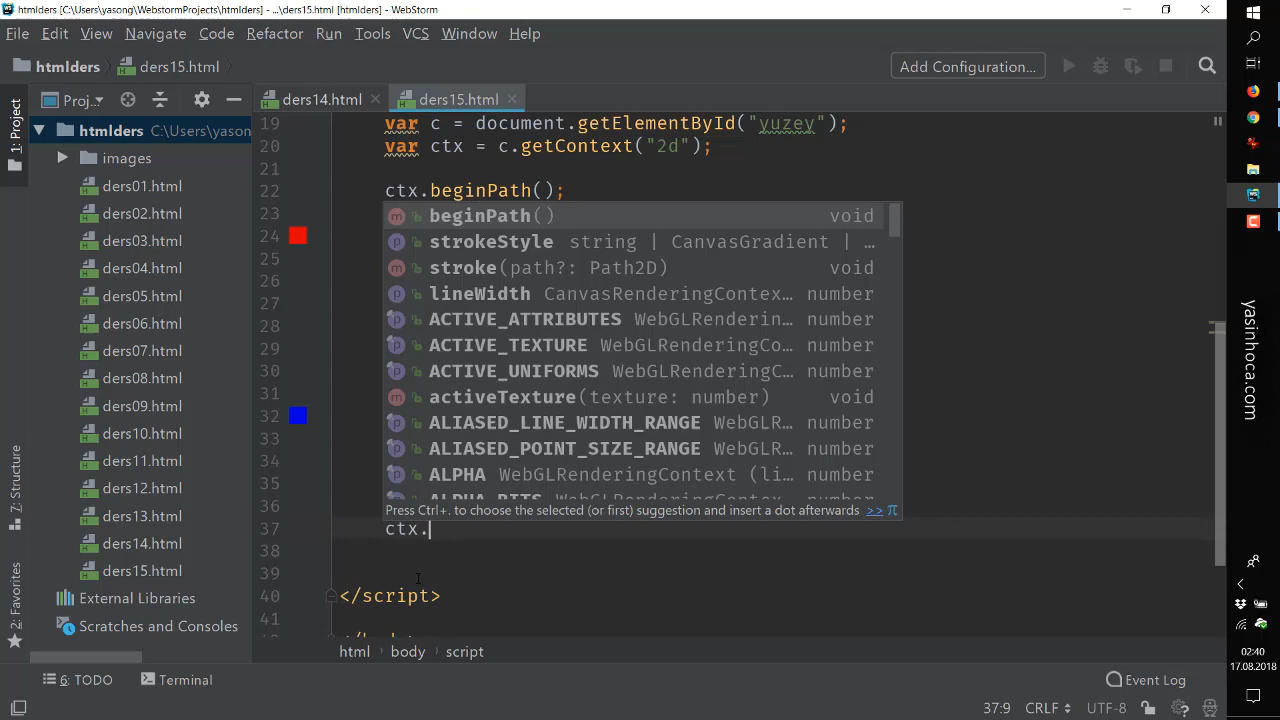 htmlders [C:\Users\yasong\WebstormProjects\htmlders] - ...\ders15.html [htmlders] - WebStorm
File Edit View Navigate Code Refactor Run Tools VCS Window Help
htmlders ders15.html Add Configuration...
Proj... ders14.html ders15.html
1: Project
7: Structure
2: Favorites
htmlders C:\Users\yasong
images
ders01.html
ders02.html
ders03.html
ders04.html
ders05.html
ders06.html
ders07.html
ders08.html
ders09.html
ders10.html
ders11.html
ders12.html
ders13.html
ders14.html
ders15.html
External Libraries
Scratches and Consoles
19 var c = document.getElementById("yuzey");
20 var ctx = c.getContext("2d");
21
22 ctx.beginPath();
23 beginPath() void
24 strokeStyle string | CanvasGradient | ...
25 stroke(path?: Path2D) void
26 lineWidth CanvasRenderingContex... number
27 ACTIVE_ATTRIBUTES WebGLRenderin... number
28 ACTIVE_TEXTURE WebGLRenderingCo... number
29 ACTIVE_UNIFORMS WebGLRenderingC... number
30 activeTexture(texture: number) void
31 ALIASED_LINE_WIDTH_RANGE WebGLR... number
32 ALIASED_POINT_SIZE_RANGE WebGLR... number
33 ALPHA WebGLRenderingContext (li... number
34
35
36 Press Ctrl+. to choose the selected (or first) suggestion and insert a dot afterwards >> π
37 ctx.
38
39
40 </script>
41
html body script
6: TODO Terminal Event Log
37:9 CRLF UTF-8
yasinhoca.com
02:40
17.08.2018